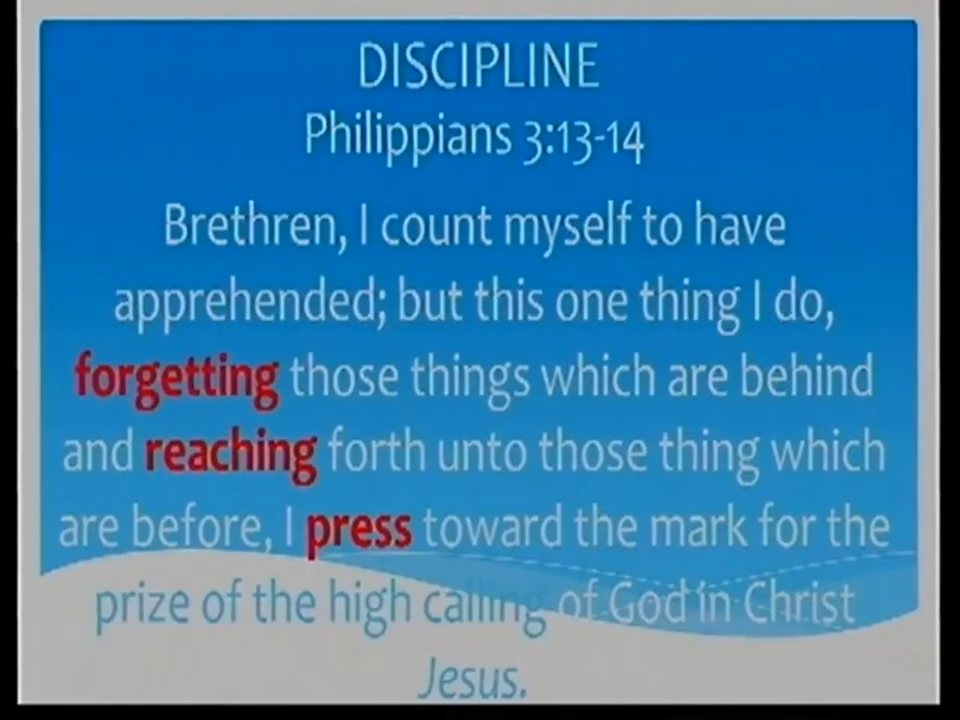 DISCIPLINE
Philippians 3:13-14
Brethren, I count myself to have
apprehended; but this one thing I do,
forgetting those things which are behind
and reaching forth unto those thing which
are before, I press toward the mark for the
prize of the high calling of God in Christ
Jesus.